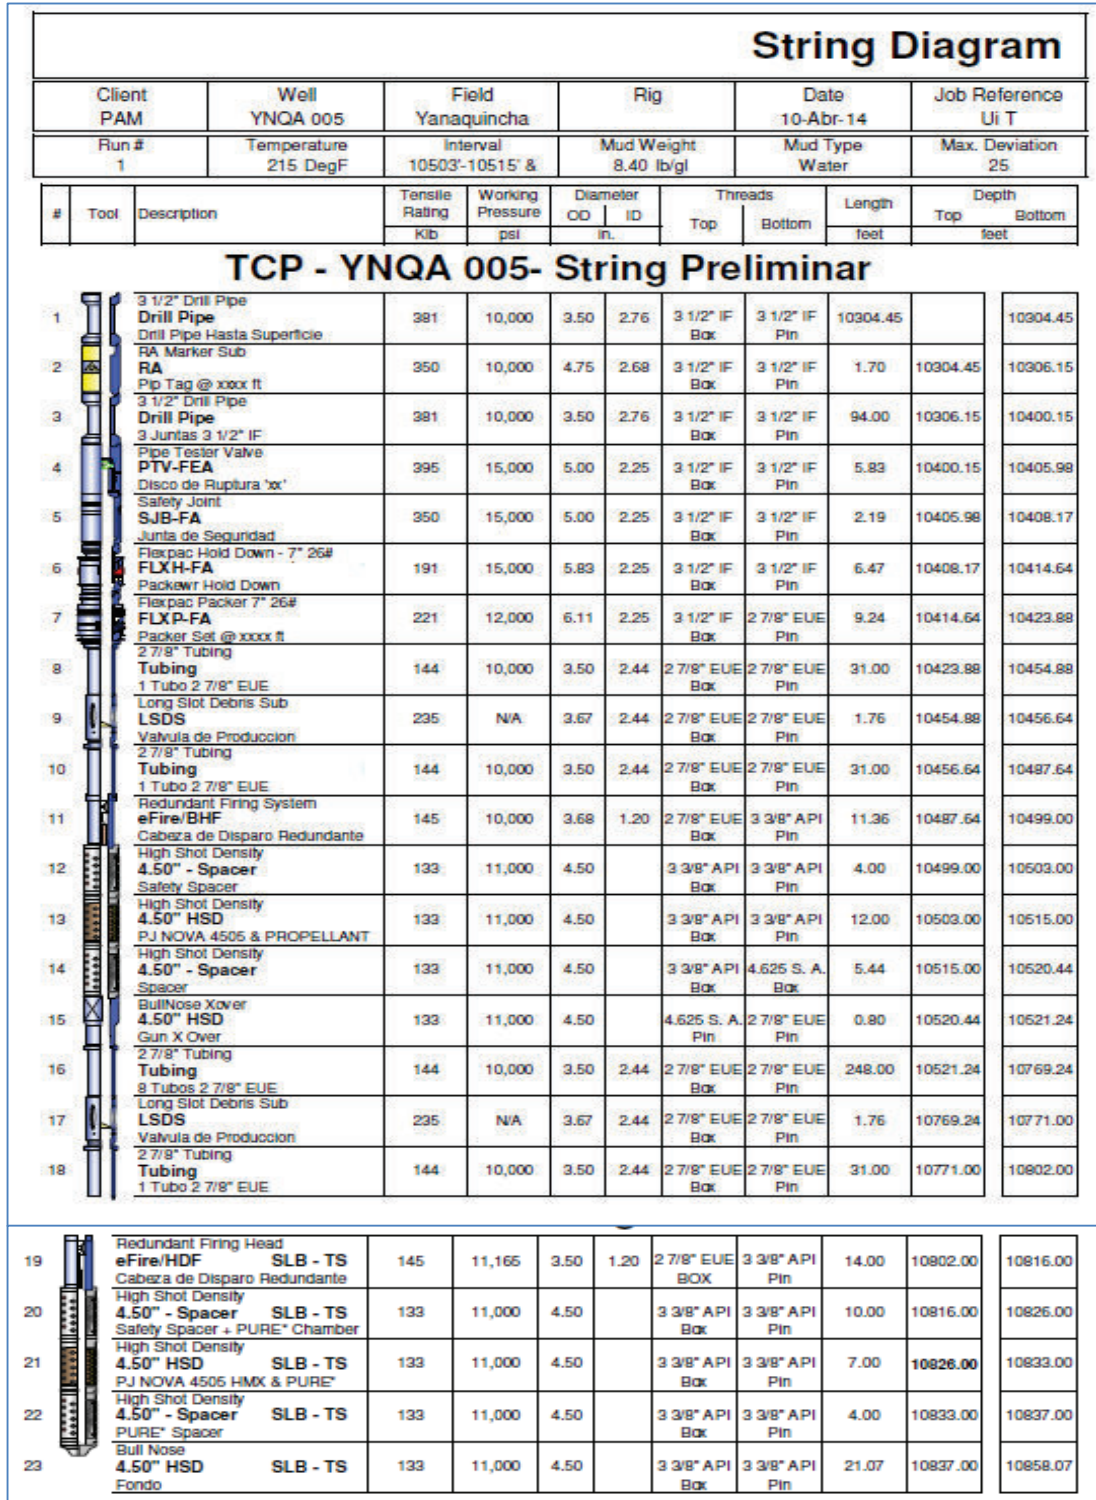 String Diagram
Client Well Field Rig Date Job Reference
PAM YNQA 005 Yanaquincha 10-Abr-14 Ui T
Run # Temperature Interval Mud Weight Mud Type Max. Deviation
1 215 DegF 10503'-10515' & 8.40 lb/gl Water 25
# Tool Description Tensile Rating Working Pressure Diameter OD ID Threads Top Bottom Length Depth Top Bottom
Klb psi in. feet feet
TCP - YNQA 005- String Preliminar
3 1/2" Drill Pipe
1 Drill Pipe 381 10,000 3.50 2.76 3 1/2" IF 3 1/2" IF 10304.45 10304.45
Drill Pipe Hasta Superficie Box Pin
RA Marker Sub
2 RA 350 10,000 4.75 2.68 3 1/2" IF 3 1/2" IF 1.70 10304.45 10306.15
Pip Tag @ xxxx ft Box Pin
3 1/2" Drill Pipe
3 Drill Pipe 381 10,000 3.50 2.76 3 1/2" IF 3 1/2" IF 94.00 10306.15 10400.15
3 Juntas 3 1/2" IF Box Pin
Pipe Tester Valve
4 PTV-FEA 395 15,000 5.00 2.25 3 1/2" IF 3 1/2" IF 5.83 10400.15 10405.98
Disco de Ruptura 'xx' Box Pin
Safety Joint
5 SJB-FA 350 15,000 5.00 2.25 3 1/2" IF 3 1/2" IF 2.19 10405.98 10408.17
Junta de Seguridad Box Pin
Flexpac Hold Down - 7" 26#
6 FLXH-FA 191 15,000 5.83 2.25 3 1/2" IF 3 1/2" IF 6.47 10408.17 10414.64
Packewr Hold Down Box Pin
Flexpac Packer 7" 26#
7 FLXP-FA 221 12,000 6.11 2.25 3 1/2" IF 2 7/8" EUE 9.24 10414.64 10423.88
Packer Set @ xxxx ft Box Pin
2 7/8" Tubing
8 Tubing 144 10,000 3.50 2.44 2 7/8" EUE 2 7/8" EUE 31.00 10423.88 10454.88
1 Tubo 2 7/8" EUE Box Pin
Long Slot Debris Sub
9 LSDS 235 N/A 3.67 2.44 2 7/8" EUE 2 7/8" EUE 1.76 10454.88 10456.64
Valvula de Produccion Box Pin
2 7/8" Tubing
10 Tubing 144 10,000 3.50 2.44 2 7/8" EUE 2 7/8" EUE 31.00 10456.64 10487.64
1 Tubo 2 7/8" EUE Box Pin
Redundant Firing System
11 eFire/BHF 145 10,000 3.68 1.20 2 7/8" EUE 3 3/8" API 11.36 10487.64 10499.00
Cabeza de Disparo Redundante Box Pin
High Shot Density
12 4.50" - Spacer 133 11,000 4.50 3 3/8" API 3 3/8" API 4.00 10499.00 10503.00
Safety Spacer Box Pin
High Shot Density
13 4.50" HSD 133 11,000 4.50 3 3/8" API 3 3/8" API 12.00 10503.00 10515.00
PJ NOVA 4505 & PROPELLANT Box Pin
High Shot Density
14 4.50" - Spacer 133 11,000 4.50 3 3/8" API 4.625 S. A. 5.44 10515.00 10520.44
Spacer Box Box
BullNose Xover
15 4.50" HSD 133 11,000 4.50 4.625 S. A. 2 7/8" EUE 0.80 10520.44 10521.24
Gun X Over Pin Pin
2 7/8" Tubing
16 Tubing 144 10,000 3.50 2.44 2 7/8" EUE 2 7/8" EUE 248.00 10521.24 10769.24
8 Tubos 2 7/8" EUE Box Pin
Long Slot Debris Sub
17 LSDS 235 N/A 3.67 2.44 2 7/8" EUE 2 7/8" EUE 1.76 10769.24 10771.00
Valvula de Produccion Box Pin
2 7/8" Tubing
18 Tubing 144 10,000 3.50 2.44 2 7/8" EUE 2 7/8" EUE 31.00 10771.00 10802.00
1 Tubo 2 7/8" EUE Box Pin
Redundant Firing Head
19 eFire/HDF SLB - TS 145 11,165 3.50 1.20 2 7/8" EUE 3 3/8" API 14.00 10802.00 10816.00
Cabeza de Disparo Redundante BOX Pin
High Shot Density
20 4.50" - Spacer SLB - TS 133 11,000 4.50 3 3/8" API 3 3/8" API 10.00 10816.00 10826.00
Safety Spacer + PURE* Chamber Box Pin
High Shot Density
21 4.50" HSD SLB - TS 133 11,000 4.50 3 3/8" API 3 3/8" API 7.00 10826.00 10833.00
PJ NOVA 4505 HMX & PURE* Box Pin
High Shot Density
22 4.50" - Spacer SLB - TS 133 11,000 4.50 3 3/8" API 3 3/8" API 4.00 10833.00 10837.00
PURE* Spacer Box Pin
Bull Nose
23 4.50" HSD SLB - TS 133 11,000 4.50 3 3/8" API 3 3/8" API 21.07 10837.00 10858.07
Fondo Box Pin